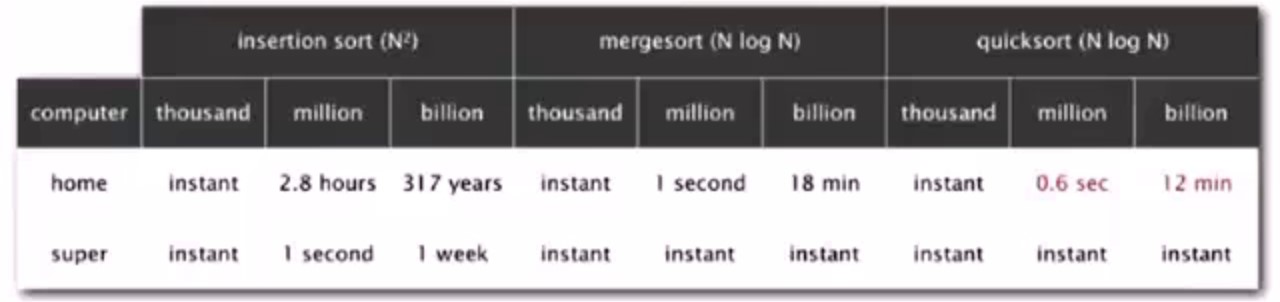 insertion sort (N²) mergesort (N log N) quicksort (N log N)
computer thousand million billion thousand million billion thousand million billion
home instant 2.8 hours 317 years instant 1 second 18 min instant 0.6 sec 12 min
super instant 1 second 1 week instant instant instant instant instant instant